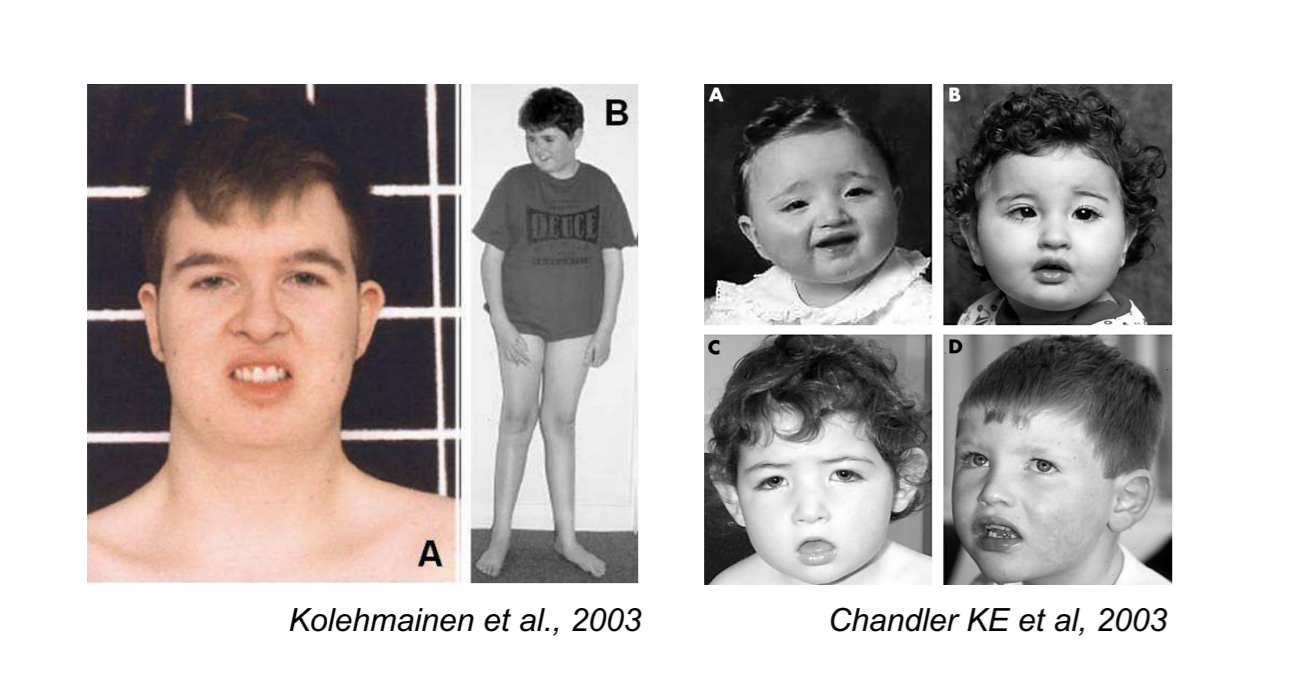 A
B
DEUCE
A
B
C
D
Kolehmainen et al., 2003
Chandler KE et al, 2003